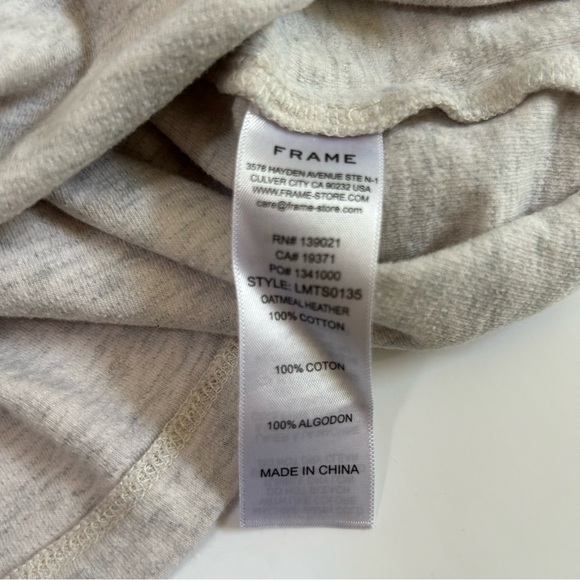 FRAME
3578 HAYDEN AVENUE STE N-1
CULVER CITY CA 90232 USA
WWW.FRAME-STORE.COM
care@frame-store.com
RN# 139021
CA# 19371
PO# 1341000
STYLE: LMTS0135
OATMEAL HEATHER
100% COTTON
100% COTON
100% ALGODON
MADE IN CHINA